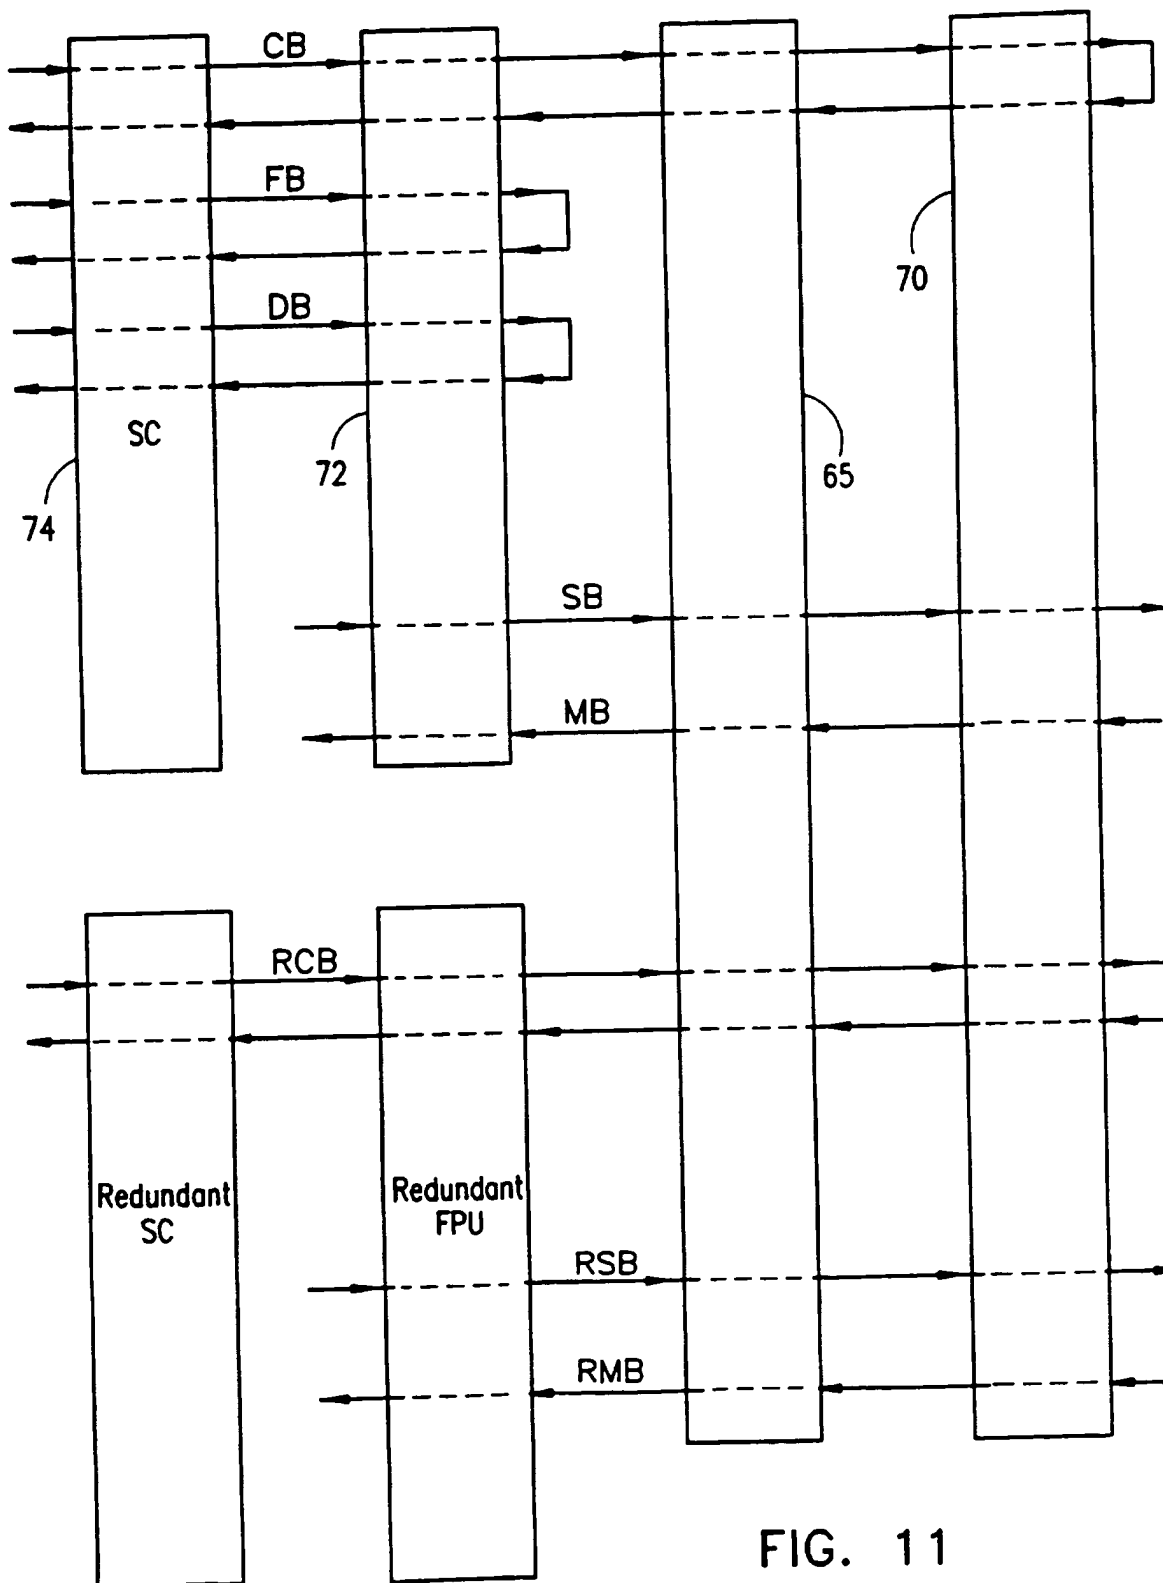 CB
FB
70
DB
SC
72
65
74
SB
MB
RCB
Redundant
SC
Redundant
FPU
RSB
RMB
FIG. 11